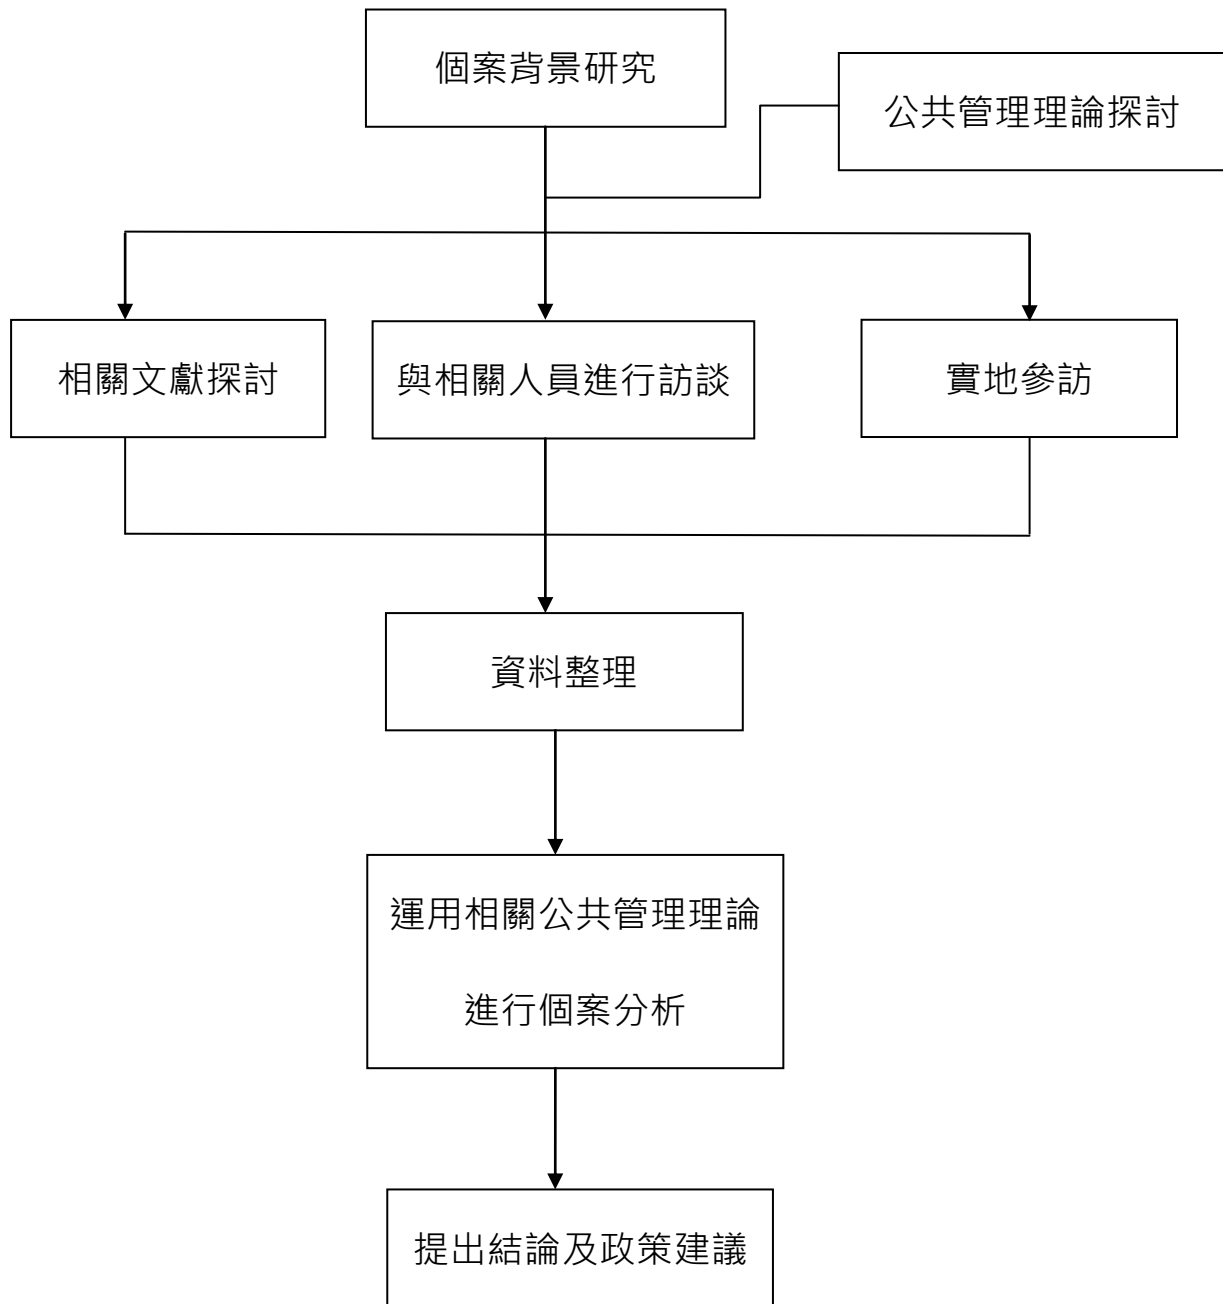 個案背景研究
公共管理理論探討
相關文獻探討
與相關人員進行訪談
實地參訪
資料整理
運用相關公共管理理論
進行個案分析
提出結論及政策建議